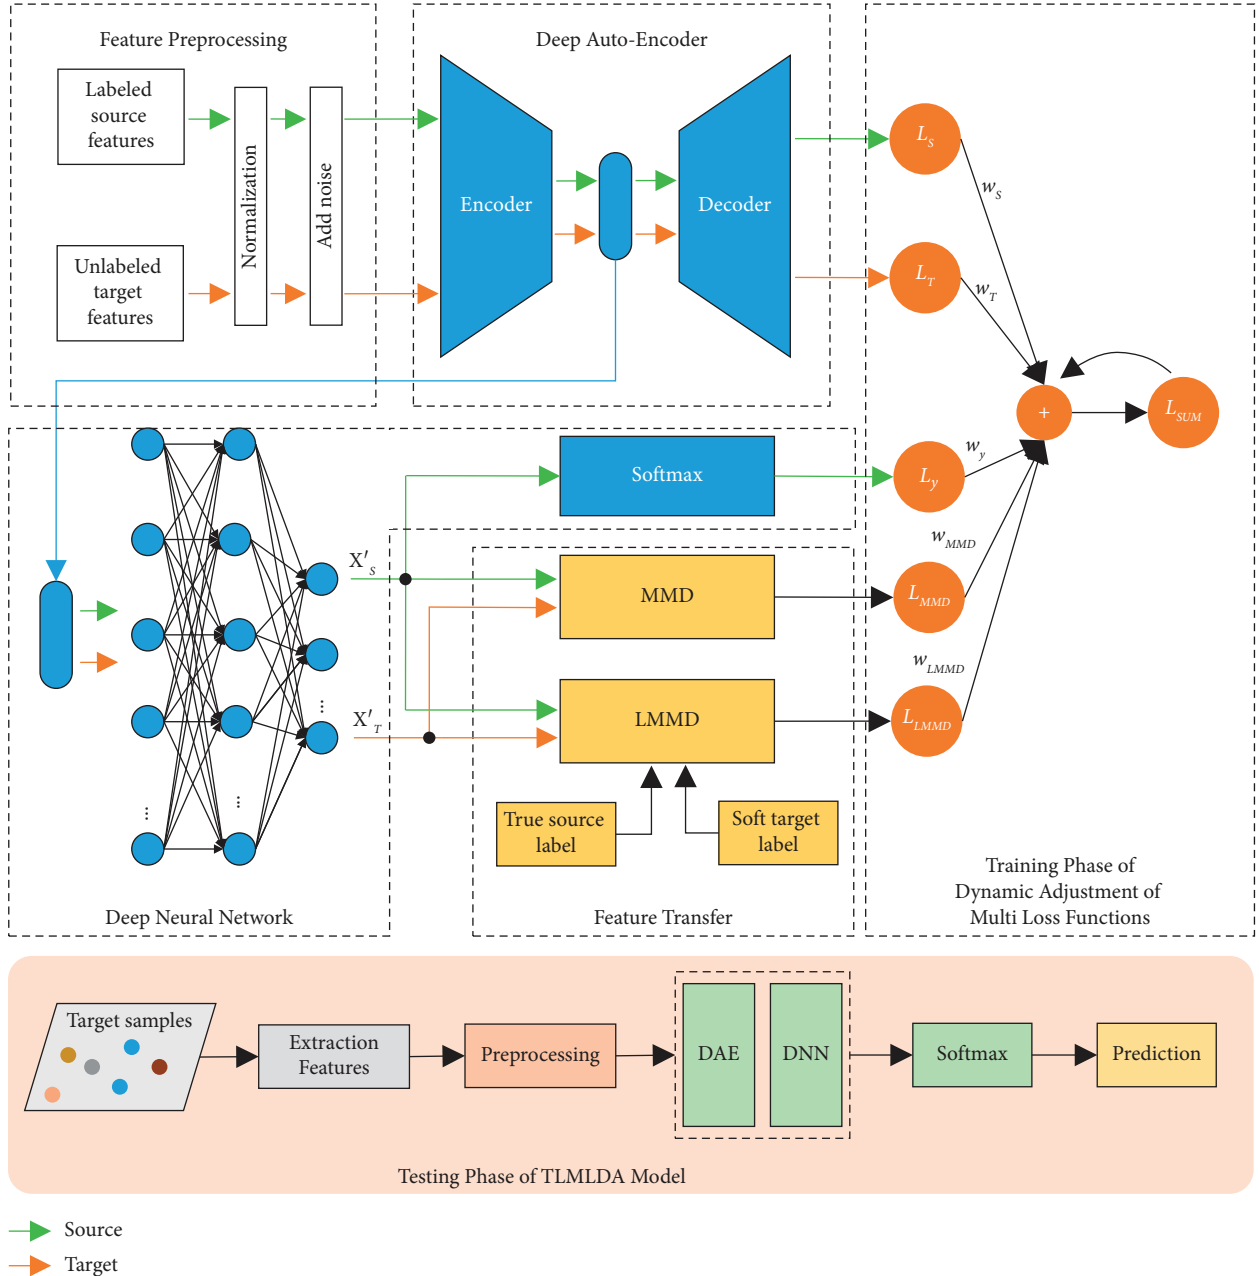 Feature Preprocessing
Labeled
source
features
Unlabeled
target
features
Normalization
Add noise
Deep Auto-Encoder
Encoder
Decoder
L_S
L_T
w_S
w_T
+
L_SUM
L_y
w_y
w_MMD
L_MMD
w_LMMD
L_LMMD
Training Phase of
Dynamic Adjustment of
Multi Loss Functions
Softmax
X′_S
X′_T
...
...
...
Deep Neural Network
MMD
LMMD
True source
label
Soft target
label
Feature Transfer
Target samples
Extraction
Features
Preprocessing
DAE
DNN
Softmax
Prediction
Testing Phase of TLMLDA Model
Source
Target